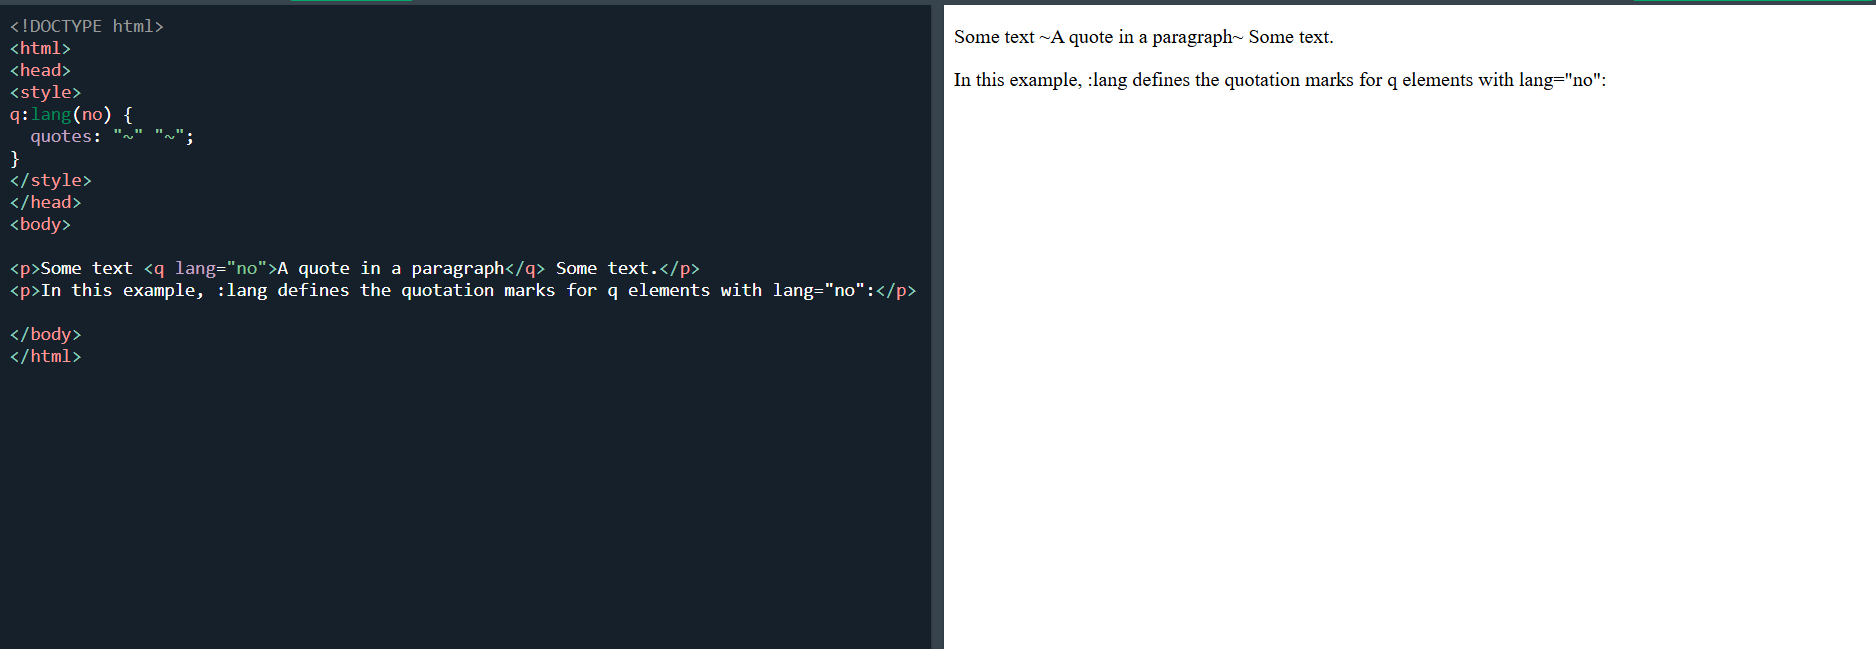 <!DOCTYPE html>
<html>
<head>
<style>
q:lang(no) {
  quotes: "~" "~";
}
</style>
</head>
<body>
<p>Some text <q lang="no">A quote in a paragraph</q> Some text.</p>
<p>In this example, :lang defines the quotation marks for q elements with lang="no":</p>
</body>
</html>
Some text ~A quote in a paragraph~ Some text.
In this example, :lang defines the quotation marks for q elements with lang="no":